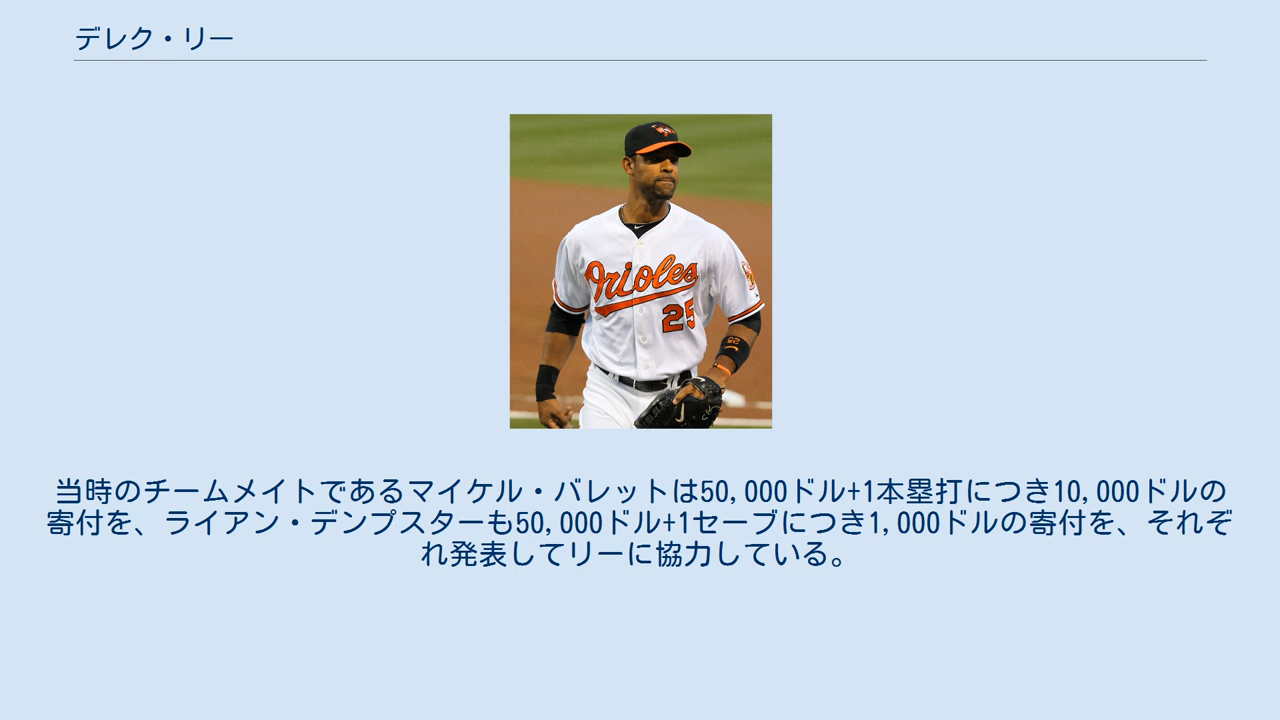 デレク・リー
Orioles
25
25
当時のチームメイトであるマイケル・バレットは50,000ドル+1本塁打につき10,000ドルの
寄付を、ライアン・デンプスターも50,000ドル+1セーブにつき1,000ドルの寄付を、それぞ
れ発表してリーに協力している。